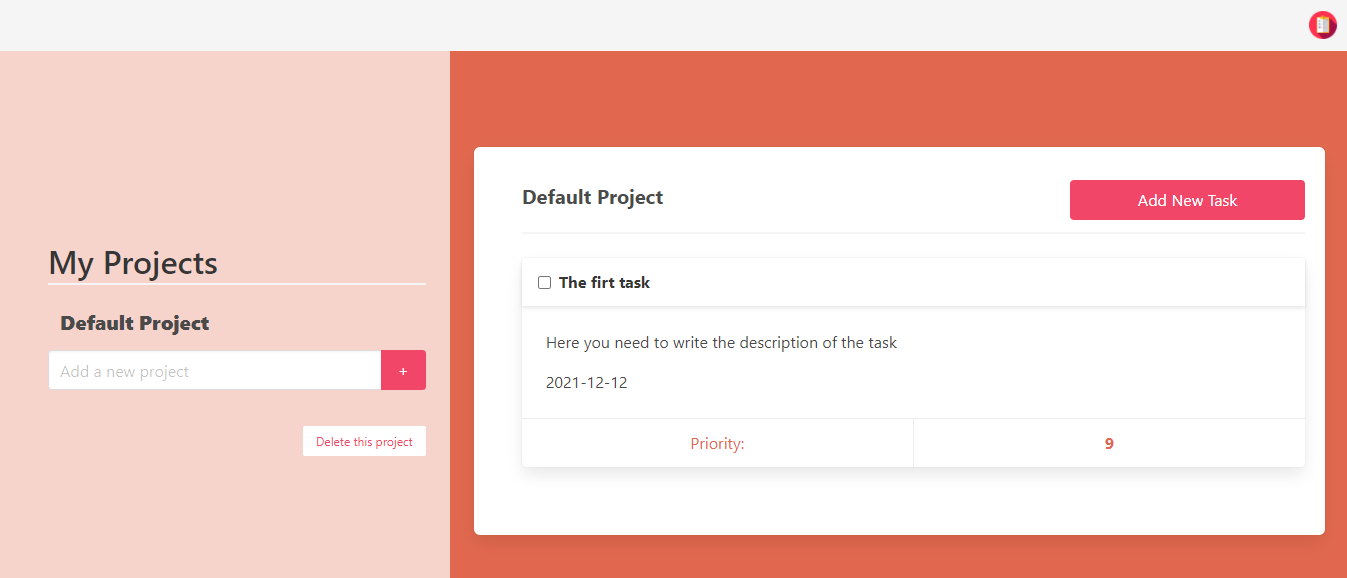 My Projects
Default Project
Add a new project
+
Delete this project
Default Project
Add New Task
The firt task
Here you need to write the description of the task
2021-12-12
Priority:
9